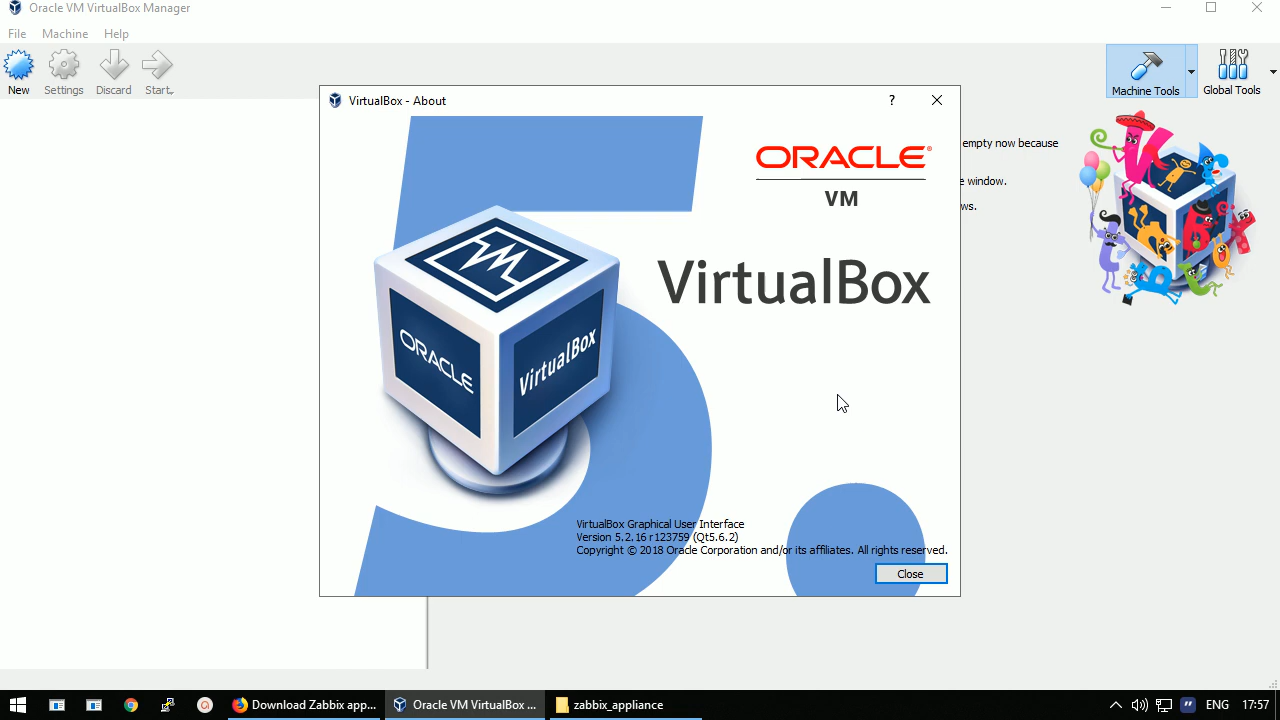 Oracle VM VirtualBox Manager
File Machine Help
New Settings Discard Start
Machine Tools Global Tools
VirtualBox - About
?
empty now because
e window.
ws.
ORACLE®
VM
VirtualBox
VM
ORACLE
VirtualBox
5.
VirtualBox Graphical User Interface
Version 5.2.16 r123759 (Qt5.6.2)
Copyright © 2018 Oracle Corporation and/or its affiliates. All rights reserved.
Close
Download Zabbix app...
Oracle VM VirtualBox ...
zabbix_appliance
ENG
17:57